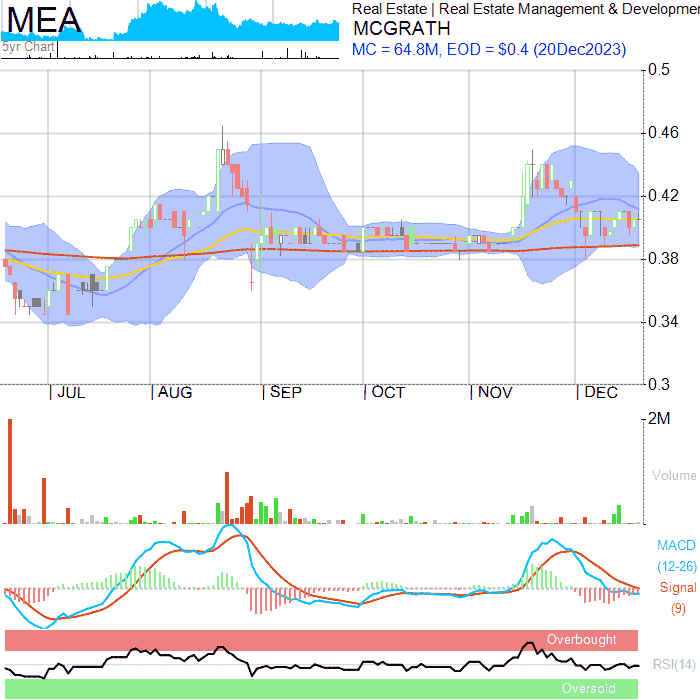 MEA
5yr Chart
Real Estate | Real Estate Management & Developmen
MCGRATH
MC = 64.8M, EOD = $0.4 (20Dec2023)
0.5
0.46
0.42
0.38
0.34
0.3
JUL AUG SEP OCT NOV DEC
2M
Volume
MACD
(12-26)
Signal
(9)
Overbought
RSI(14)
Oversold